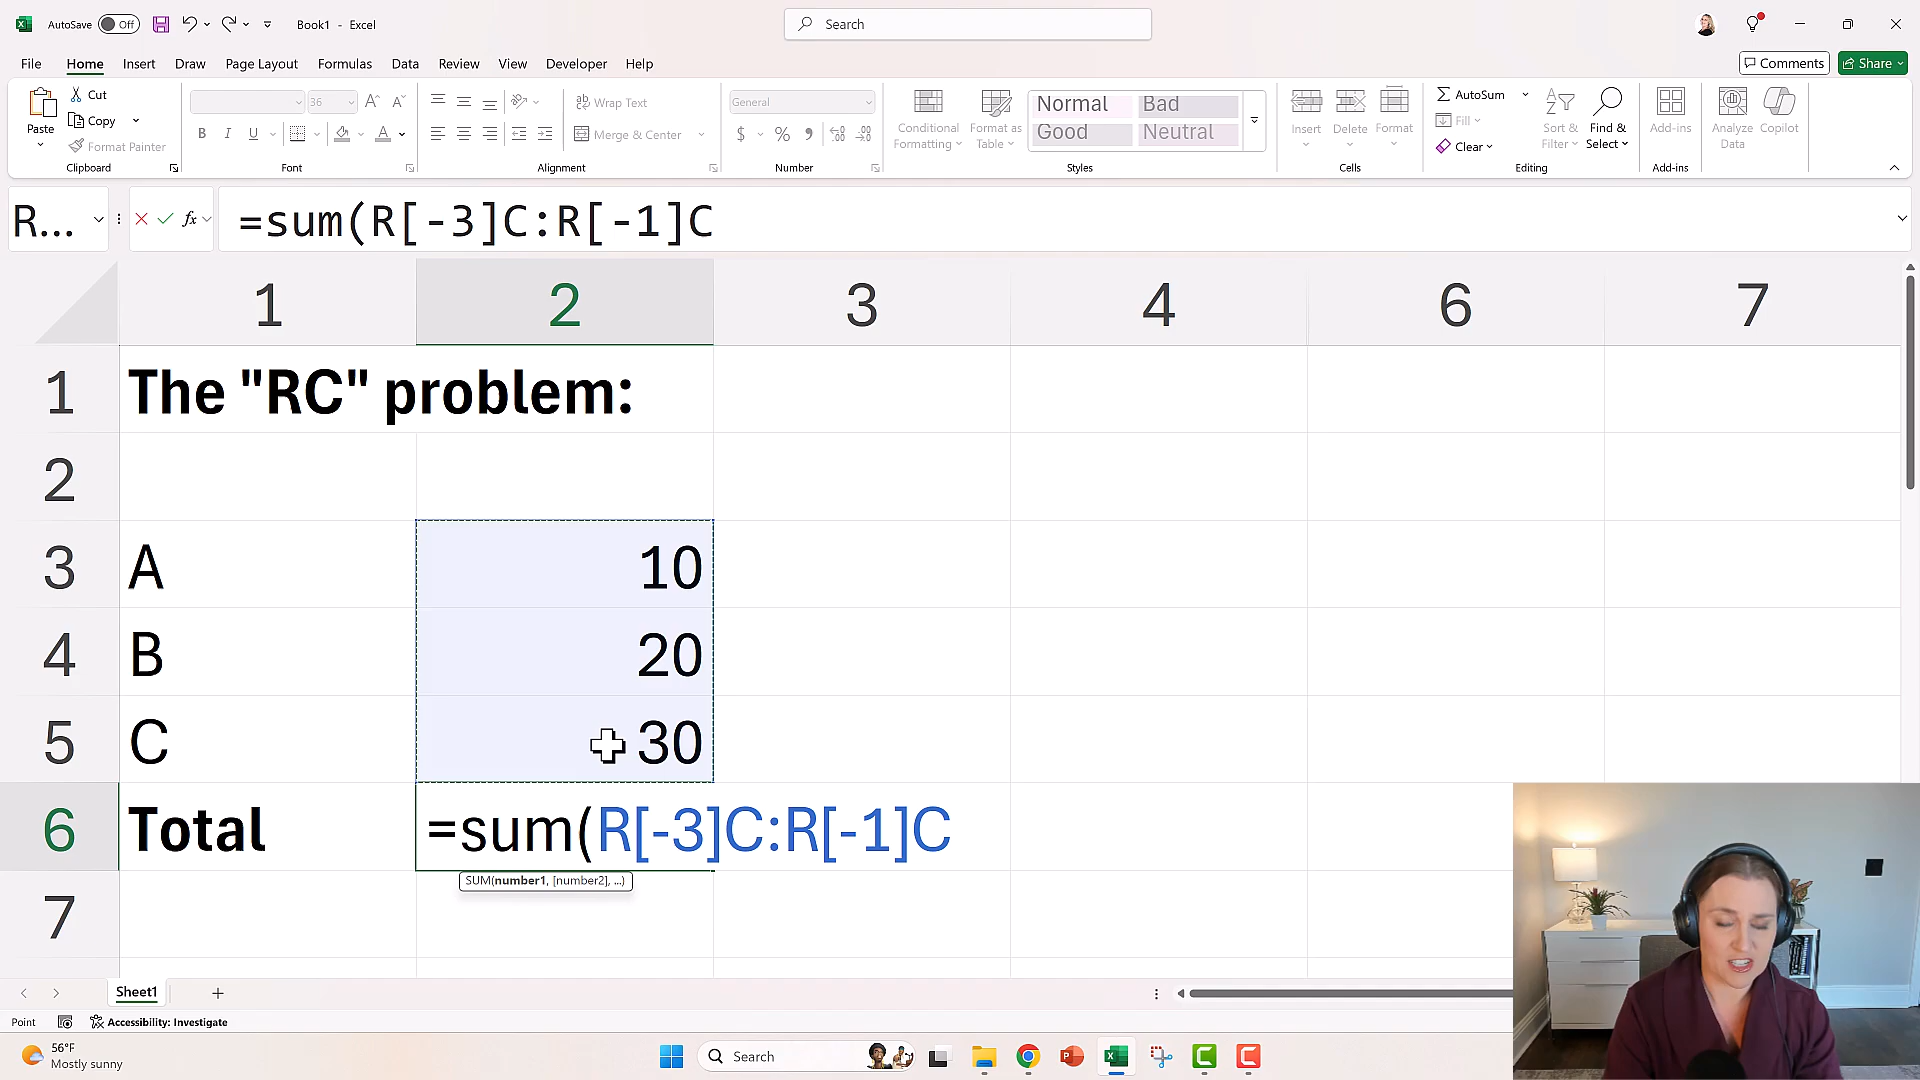 AutoSave Off Book1 - Excel Search
File Home Insert Draw Page Layout Formulas Data Review View Developer Help Comments Share
Paste Cut Copy Format Painter
Clipboard
36
B I U A
Font
Wrap Text
Merge & Center
Alignment
General
$ % 9
Number
Conditional Formatting
Format as Table
Normal Bad
Good Neutral
Styles
Insert Delete Format
Cells
AutoSum
Fill
Clear
Sort & Filter
Find & Select
Editing
Add-ins
Add-ins
Analyze Data
Copilot
R... fx =sum(R[-3]C:R[-1]C
1 2 3 4 6 7
1 The "RC" problem:
2
3 A 10
4 B 20
5 C 30
6 Total =sum(R[-3]C:R[-1]C
SUM(number1, [number2], ...)
7
Sheet1
Point Accessibility: Investigate
56°F
Mostly sunny
Search